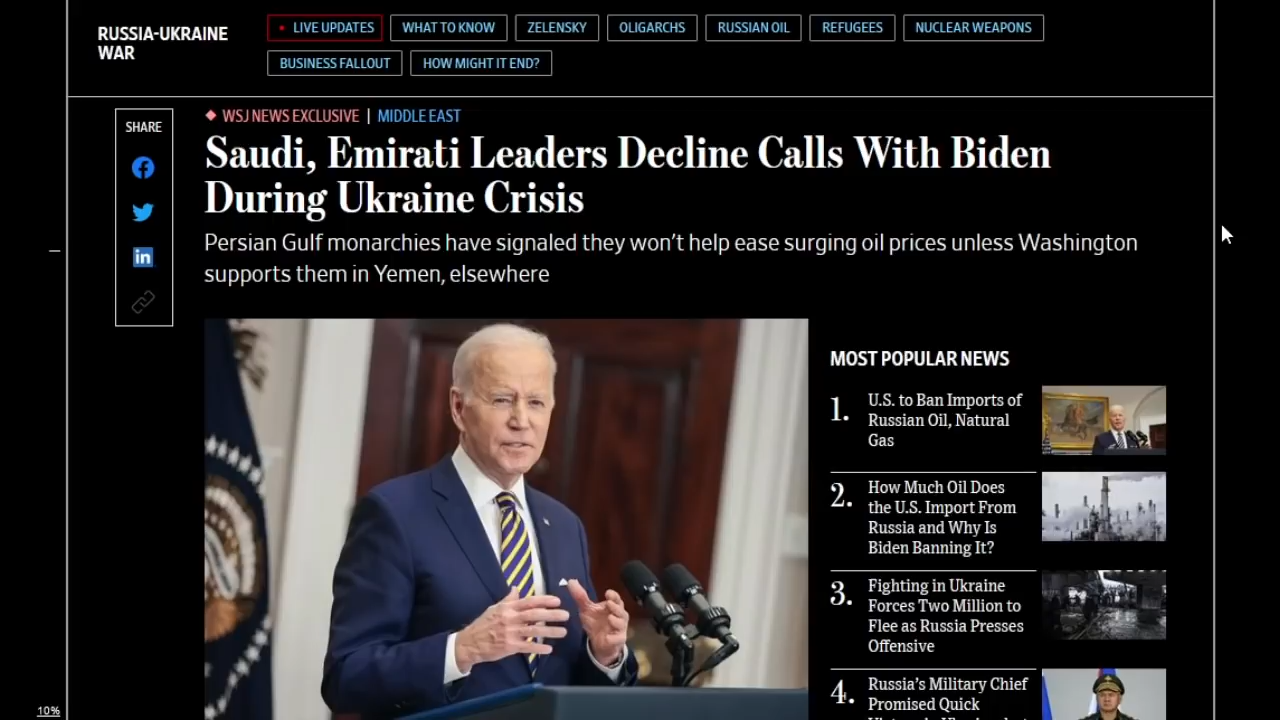 RUSSIA-UKRAINE
WAR
LIVE UPDATES
WHAT TO KNOW
ZELENSKY
OLIGARCHS
RUSSIAN OIL
REFUGEES
NUCLEAR WEAPONS
BUSINESS FALLOUT
HOW MIGHT IT END?
SHARE
WSJ NEWS EXCLUSIVE | MIDDLE EAST
Saudi, Emirati Leaders Decline Calls With Biden
During Ukraine Crisis
Persian Gulf monarchies have signaled they won't help ease surging oil prices unless Washington
supports them in Yemen, elsewhere
MOST POPULAR NEWS
1. U.S. to Ban Imports of
Russian Oil, Natural
Gas
2. How Much Oil Does
the U.S. Import From
Russia and Why Is
Biden Banning It?
3. Fighting in Ukraine
Forces Two Million to
Flee as Russia Presses
Offensive
4. Russia's Military Chief
Promised Quick
10%